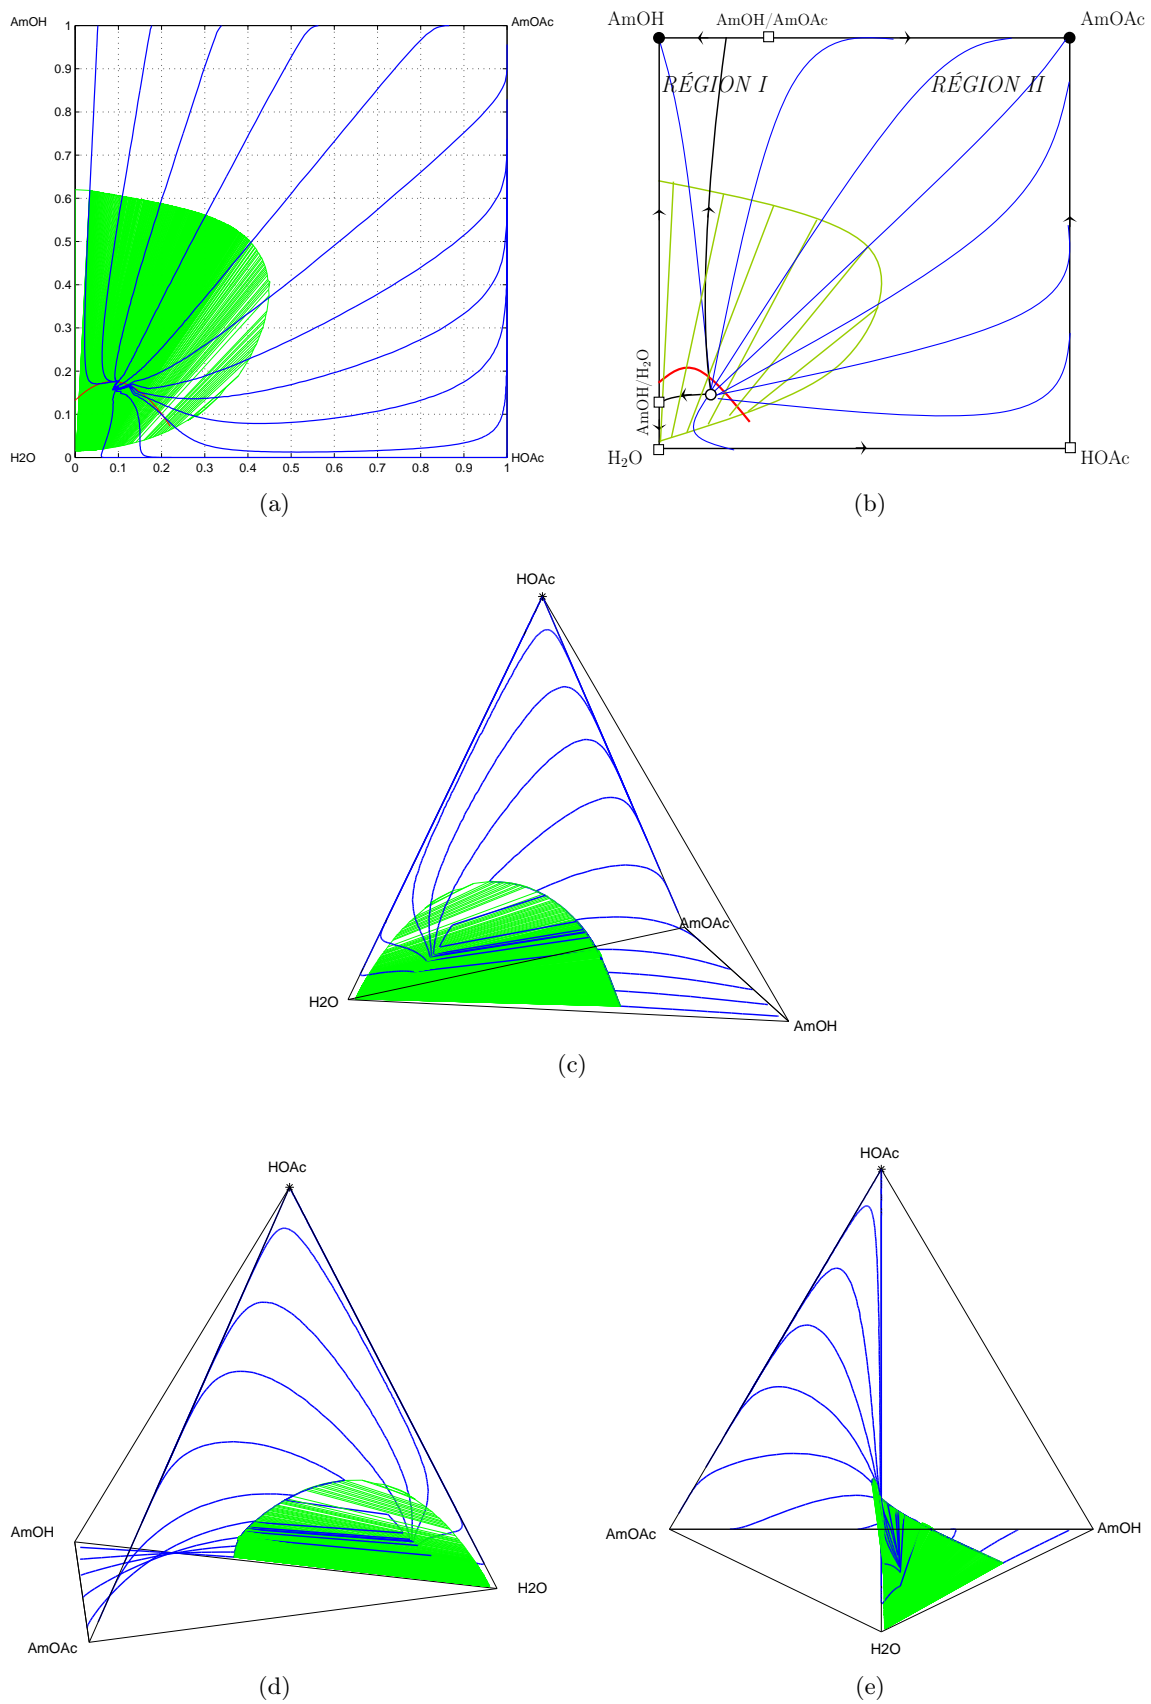 AmOH
AmOAc
1
0.9
0.8
0.7
0.6
0.5
0.4
0.3
0.2
0.1
0
H2O
0 0.1 0.2 0.3 0.4 0.5 0.6 0.7 0.8 0.9 1
HOAc
(a)
AmOH
AmOH/AmOAc
AmOAc
RÉGION I
RÉGION II
AmOH/H₂O
H₂O
HOAc
(b)
HOAc
AmOAc
H2O
AmOH
(c)
HOAc
AmOH
H2O
AmOAc
(d)
HOAc
AmOAc
AmOH
H2O
(e)